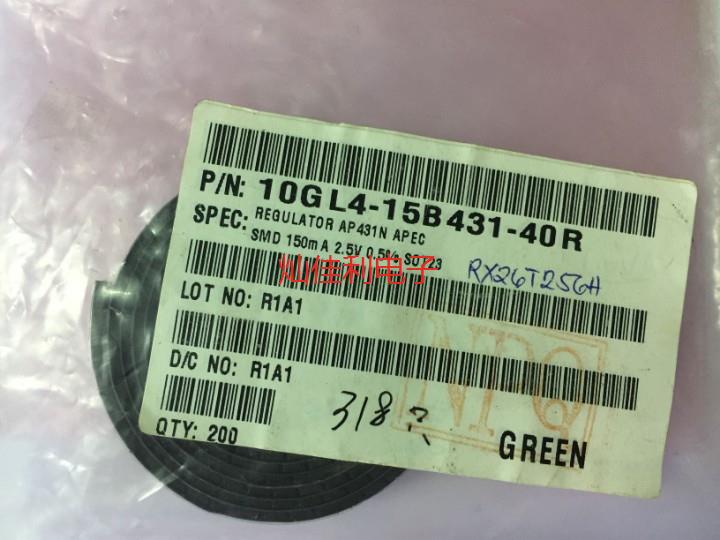 P/N: 10GL4-15B431-40R
SPEC: REGULATOR AP431N APEC
SMD 150mA 2.5V 0.5% SOT23
灿佳利电子
RX26T256H
LOT NO: R1A1
D/C NO: R1A1
318
NPQ
QTY: 200
GREEN